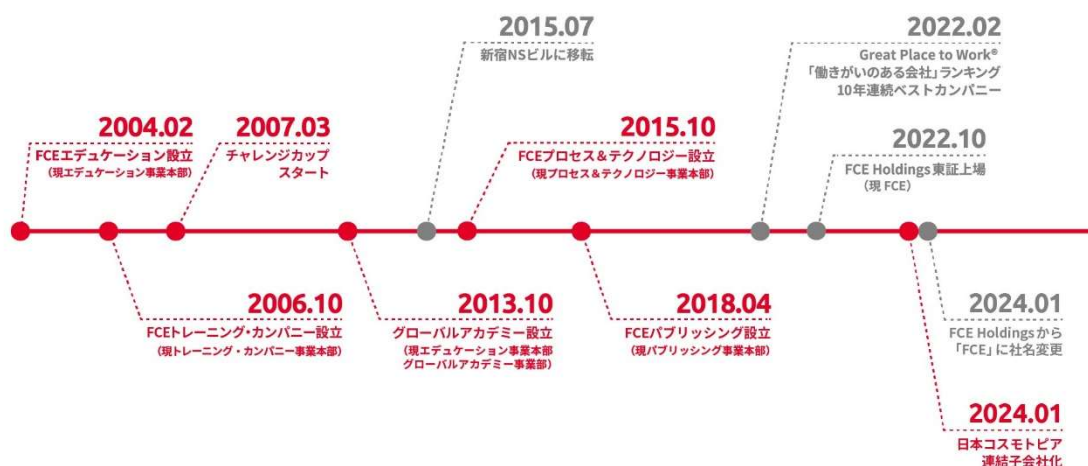 2015.07
新宿NSビルに移転
2022.02
Great Place to Work®
「働きがいのある会社」ランキング
10年連続ベストカンパニー
2004.02
FCEエデュケーション設立
（現エデュケーション事業本部）
2007.03
チャレンジカップ
スタート
2015.10
FCEプロセス＆テクノロジー設立
（現プロセス＆テクノロジー事業本部）
2022.10
FCE Holdings東証上場
（現 FCE）
2006.10
FCEトレーニング・カンパニー設立
（現トレーニング・カンパニー事業本部）
2013.10
グローバルアカデミー設立
（現エデュケーション事業本部
グローバルアカデミー事業部）
2018.04
FCEパブリッシング設立
（現パブリッシング事業本部）
2024.01
FCE Holdingsから
「FCE」に社名変更
2024.01
日本コスモトピア
連結子会社化